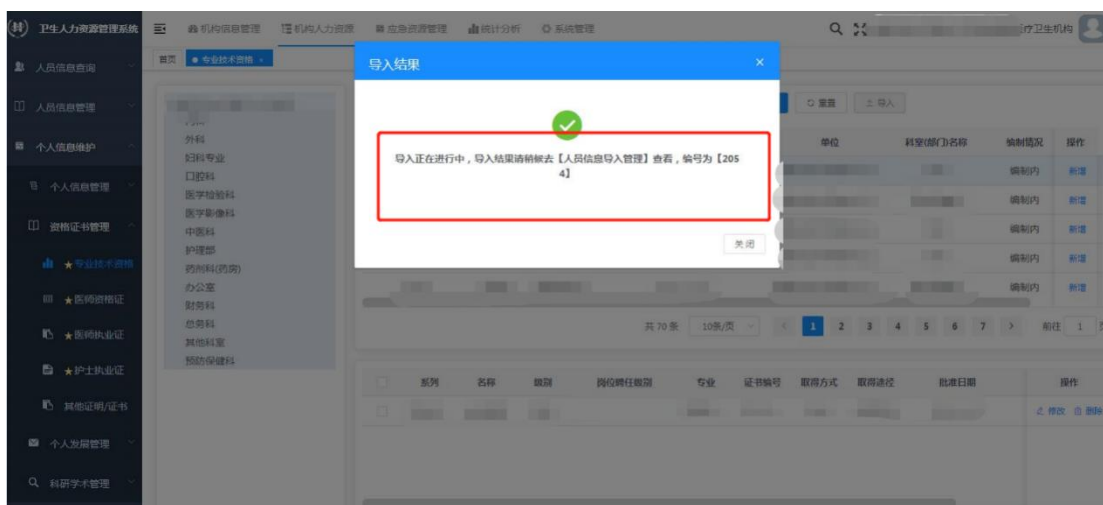 卫生人力资源管理系统
机构信息管理
机构人力资源
应急资源管理
统计分析
系统管理
疗卫生机构
人员信息查询
人员信息管理
个人信息维护
个人信息管理
资格证书管理
★专业技术资格
★医师资格证
★医师执业证
★护士执业证
其他证明/证书
个人发展管理
科研学术管理
首页
专业技术资格 ×
外科
妇科专业
口腔科
医学检验科
医学影像科
中医科
护理部
药剂科(药房)
办公室
财务科
总务科
其他科室
预防保健科
导入结果
导入正在进行中，导入结果请稍候去【人员信息导入管理】查看，编号为【205
4】
关闭
重置
导入
单位 科室(部门)名称 编制情况 操作
编制内 新增
编制内 新增
编制内 新增
编制内 新增
编制内 新增
共 70 条 10条/页 < 1 2 3 4 5 6 7 > 前往 1
系列 名称 级别 岗位聘任级别 专业 证书编号 取得方式 取得途径 批准日期 操作
修改 删除